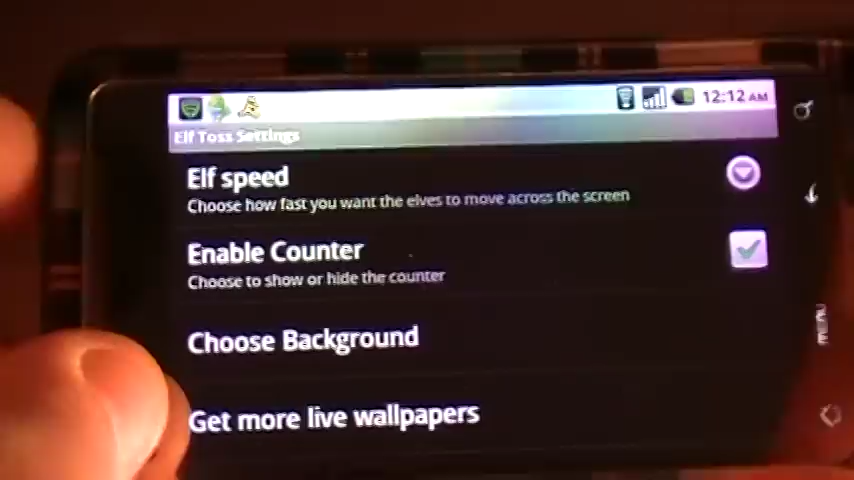 12:12 AM
Elf Toss Settings
Elf speed
Choose how fast you want the elves to move across the screen
Enable Counter
Choose to show or hide the counter
Choose Background
MENU
Get more live wallpapers